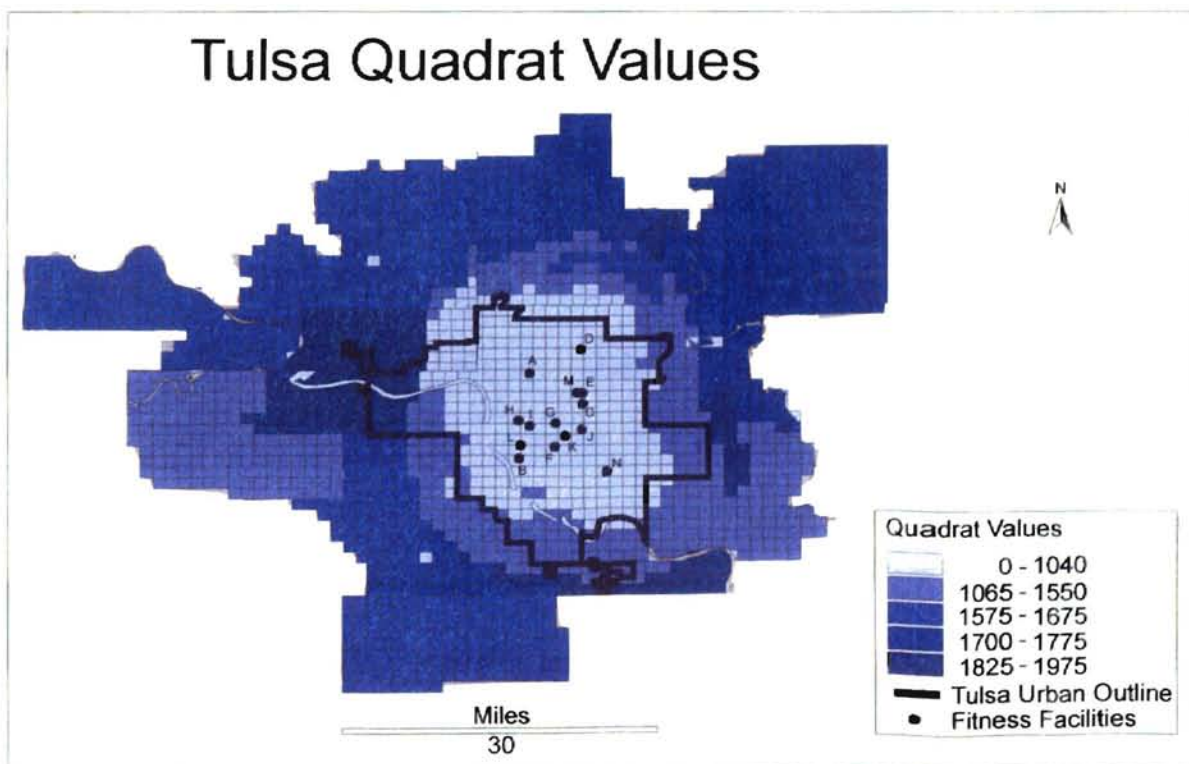 Tulsa Quadrat Values
N
D
A
M E
O
H I G
J
L
K
F
B
N
Quadrat Values
0 - 1040
1065 - 1550
1575 - 1675
1700 - 1775
1825 - 1975
Tulsa Urban Outline
Fitness Facilities
Miles
30